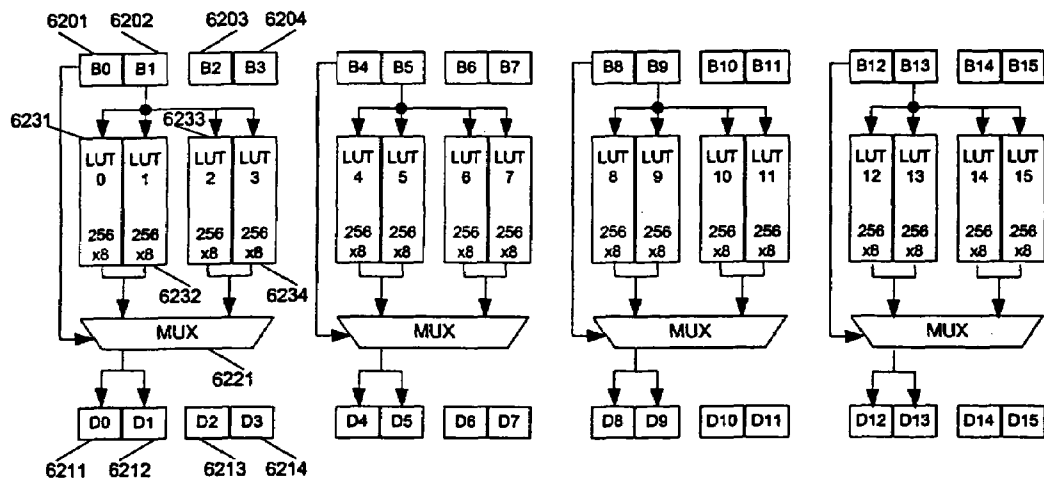 6201 6202 6203 6204
B0 B1 B2 B3 B4 B5 B6 B7 B8 B9 B10 B11 B12 B13 B14 B15
6231 6233
LUT LUT LUT LUT LUT LUT LUT LUT LUT LUT LUT LUT LUT LUT LUT LUT
0 1 2 3 4 5 6 7 8 9 10 11 12 13 14 15
256 256 256 256 256 256 256 256 256 256 256 256 256 256 256 256
x8 x8 x8 x8 x8 x8 x8 x8 x8 x8 x8 x8 x8 x8 x8 x8
6232 6234
MUX MUX MUX MUX
6221
D0 D1 D2 D3 D4 D5 D6 D7 D8 D9 D10 D11 D12 D13 D14 D15
6211 6212 6213 6214